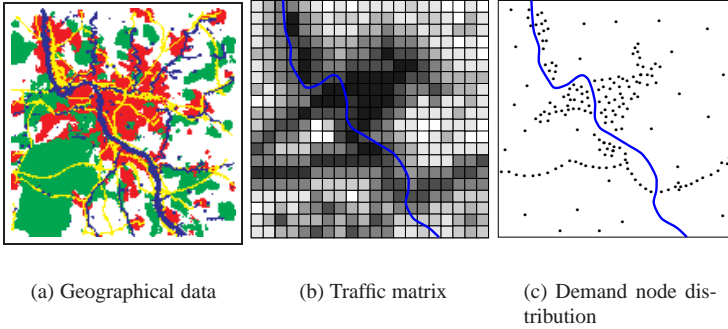 (a) Geographical data
(b) Traffic matrix
(c) Demand node dis-
tribution